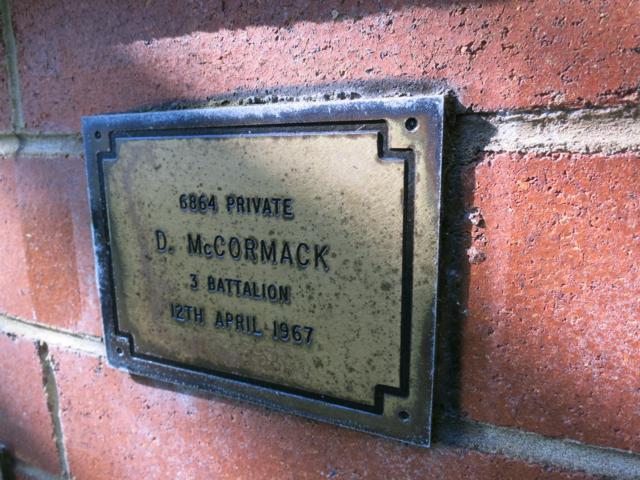 6864 PRIVATE
D. McCORMACK
3 BATTALION
12TH APRIL 1967